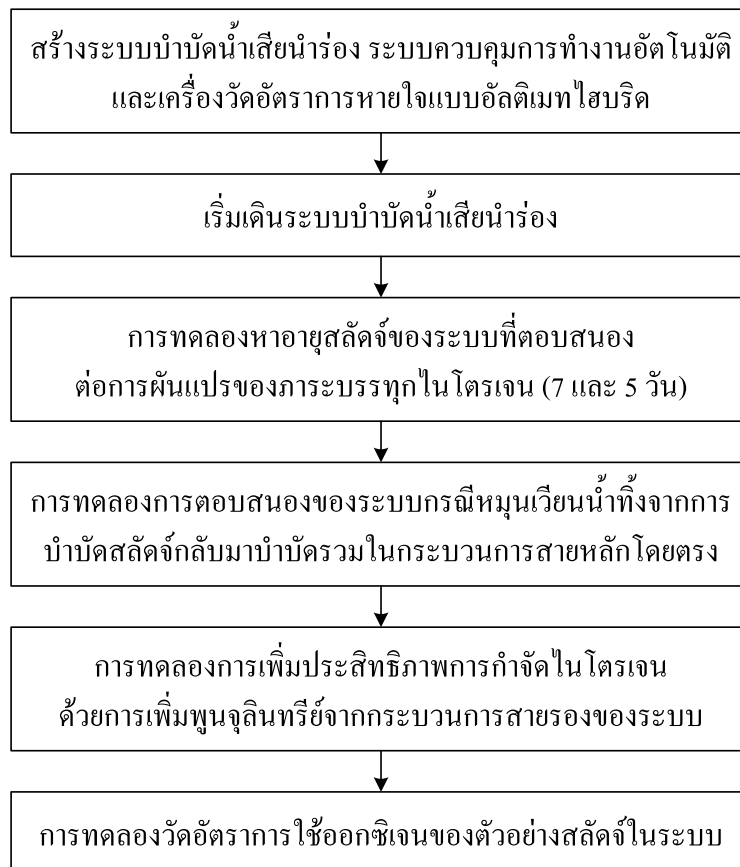 สร้างระบบบำบัดน้ำเสียนำร่อง ระบบควบคุมการทำงานอัตโนมัติ
และเครื่องวัดอัตราการหายใจแบบอัลติเมทไฮบริด
เริ่มเดินระบบบำบัดน้ำเสียนำร่อง
การทดลองหาอายุสลัดจ์ของระบบที่ตอบสนอง
ต่อการผันแปรของภาระบรรทุกไนโตรเจน (7 และ 5 วัน)
การทดลองการตอบสนองของระบบกรณีหมุนเวียนน้ำทิ้งจากการ
บำบัดสลัดจ์กลับมาบำบัดรวมในกระบวนการสายหลักโดยตรง
การทดลองการเพิ่มประสิทธิภาพการกำจัดไนโตรเจน
ด้วยการเพิ่มพูนจุลินทรีย์จากกระบวนการสายรองของระบบ
การทดลองวัดอัตราการใช้ออกซิเจนของตัวอย่างสลัดจ์ในระบบ